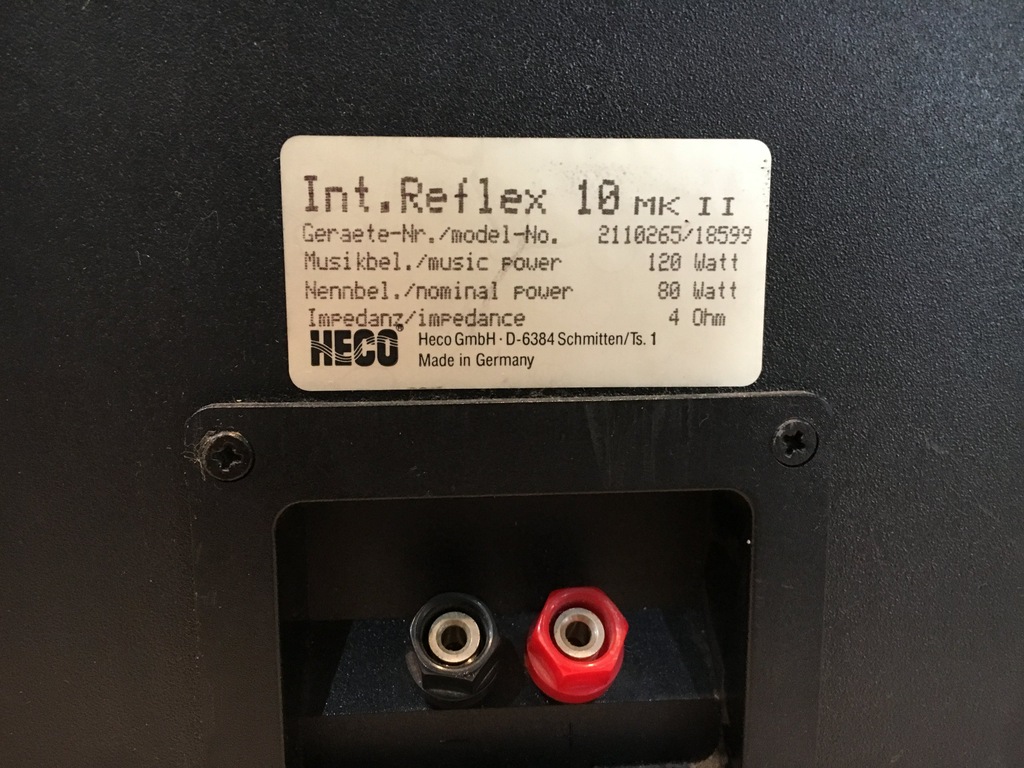 Int.Reflex 10 MK II
Geraete-Nr./model-No. 2110265/18599
Musikbel./music power 120 Watt
Nennbel./nominal power 80 Watt
Impedanz/impedance 4 Ohm
HECO® Heco GmbH · D-6384 Schmitten/Ts. 1
Made in Germany